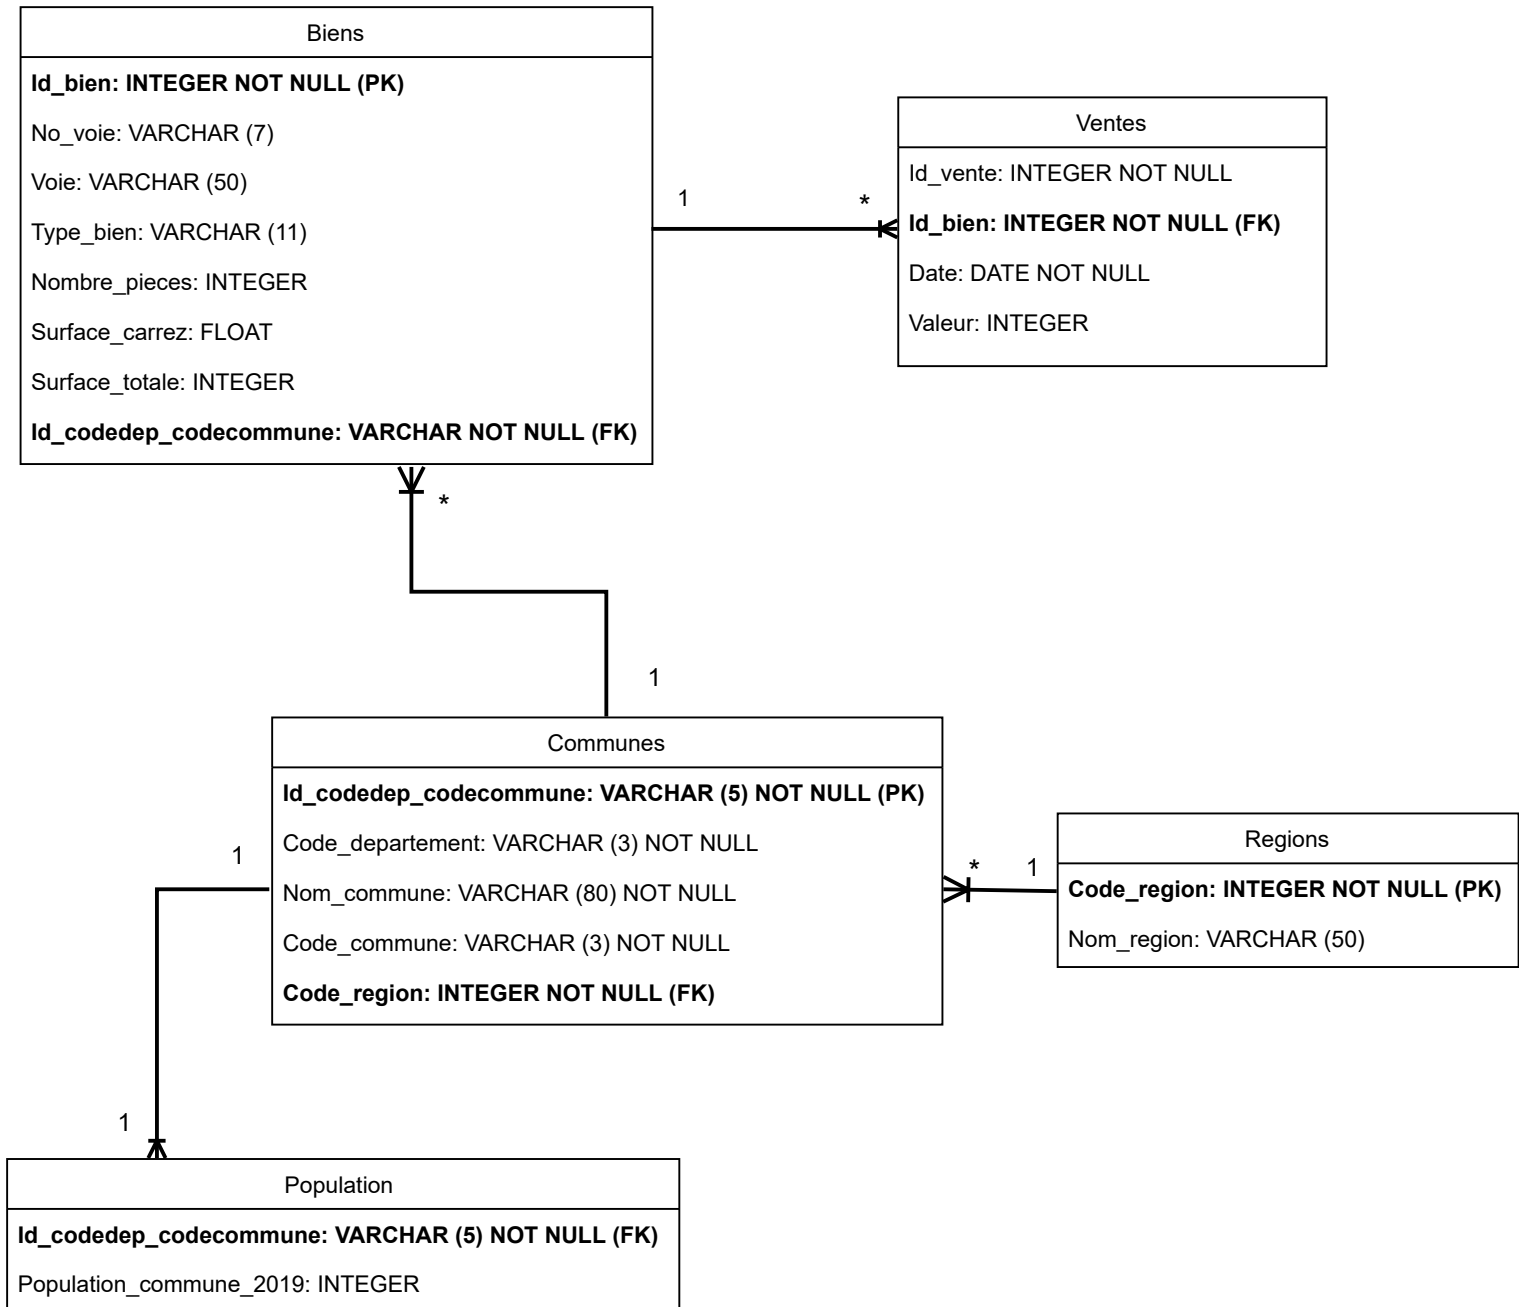 Biens
Id_bien: INTEGER NOT NULL (PK)
No_voie: VARCHAR (7)
Voie: VARCHAR (50)
Type_bien: VARCHAR (11)
Nombre_pieces: INTEGER
Surface_carrez: FLOAT
Surface_totale: INTEGER
Id_codedep_codecommune: VARCHAR NOT NULL (FK)
1
*
Ventes
Id_vente: INTEGER NOT NULL
Id_bien: INTEGER NOT NULL (FK)
Date: DATE NOT NULL
Valeur: INTEGER
*
1
Communes
Id_codedep_codecommune: VARCHAR (5) NOT NULL (PK)
Code_departement: VARCHAR (3) NOT NULL
Nom_commune: VARCHAR (80) NOT NULL
Code_commune: VARCHAR (3) NOT NULL
Code_region: INTEGER NOT NULL (FK)
*
1
Regions
Code_region: INTEGER NOT NULL (PK)
Nom_region: VARCHAR (50)
1
1
Population
Id_codedep_codecommune: VARCHAR (5) NOT NULL (FK)
Population_commune_2019: INTEGER